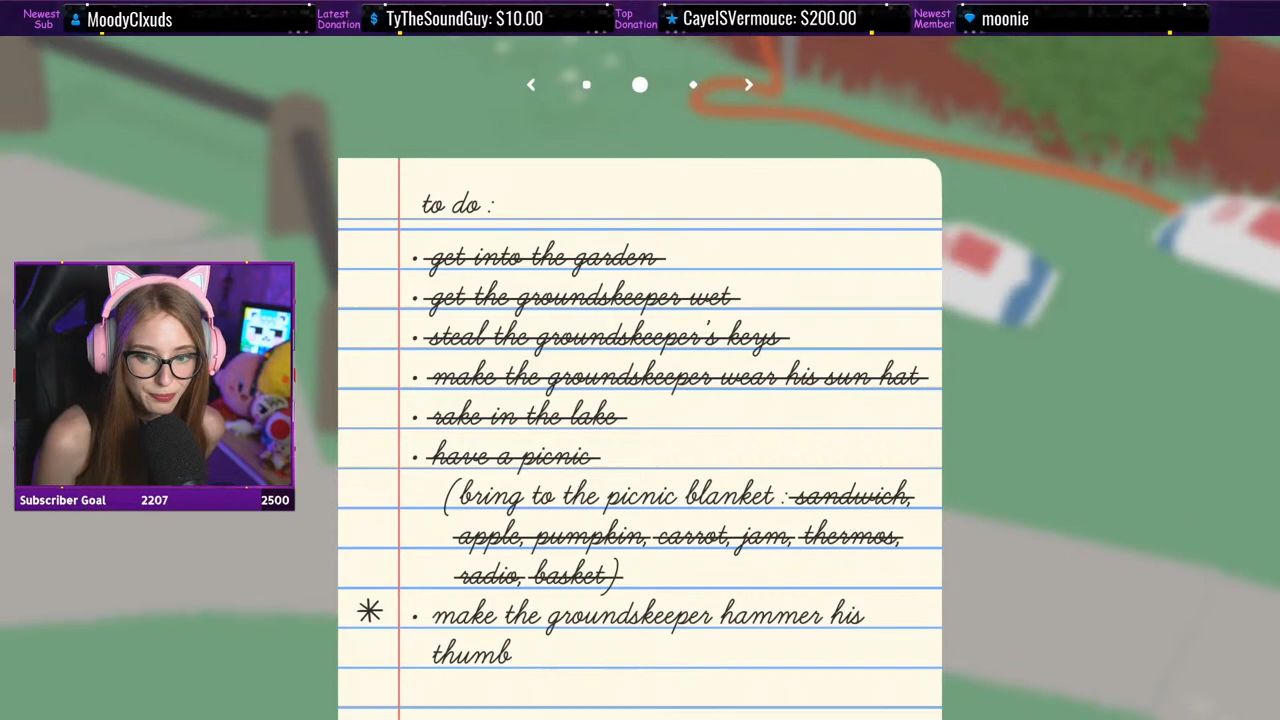 Newest Sub
MoodyClxuds
Latest Donation
TyTheSoundGuy: $10.00
Top Donation
CayeISVermouce: $200.00
Newest Member
moonie
to do :
• get into the garden
• get the groundskeeper wet
• steal the groundskeeper's keys
• make the groundskeeper wear his sun hat
• rake in the lake
• have a picnic
(bring to the picnic blanket : sandwich,
apple, pumpkin, carrot, jam, thermos,
radio, basket)
• make the groundskeeper hammer his
thumb
Subscriber Goal 2207 2500